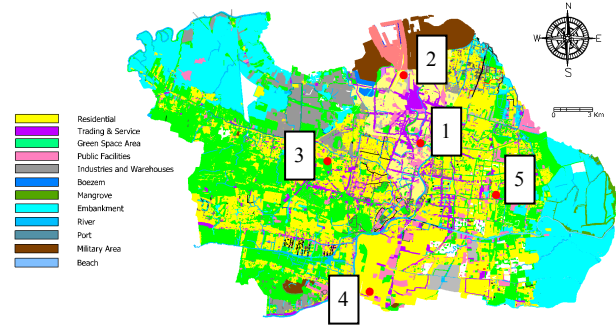 N
W
E
S
0
3 Km
2
1
3
5
4
Residential
Trading & Service
Green Space Area
Public Facilities
Industries and Warehouses
Boezem
Mangrove
Embankment
River
Port
Military Area
Beach